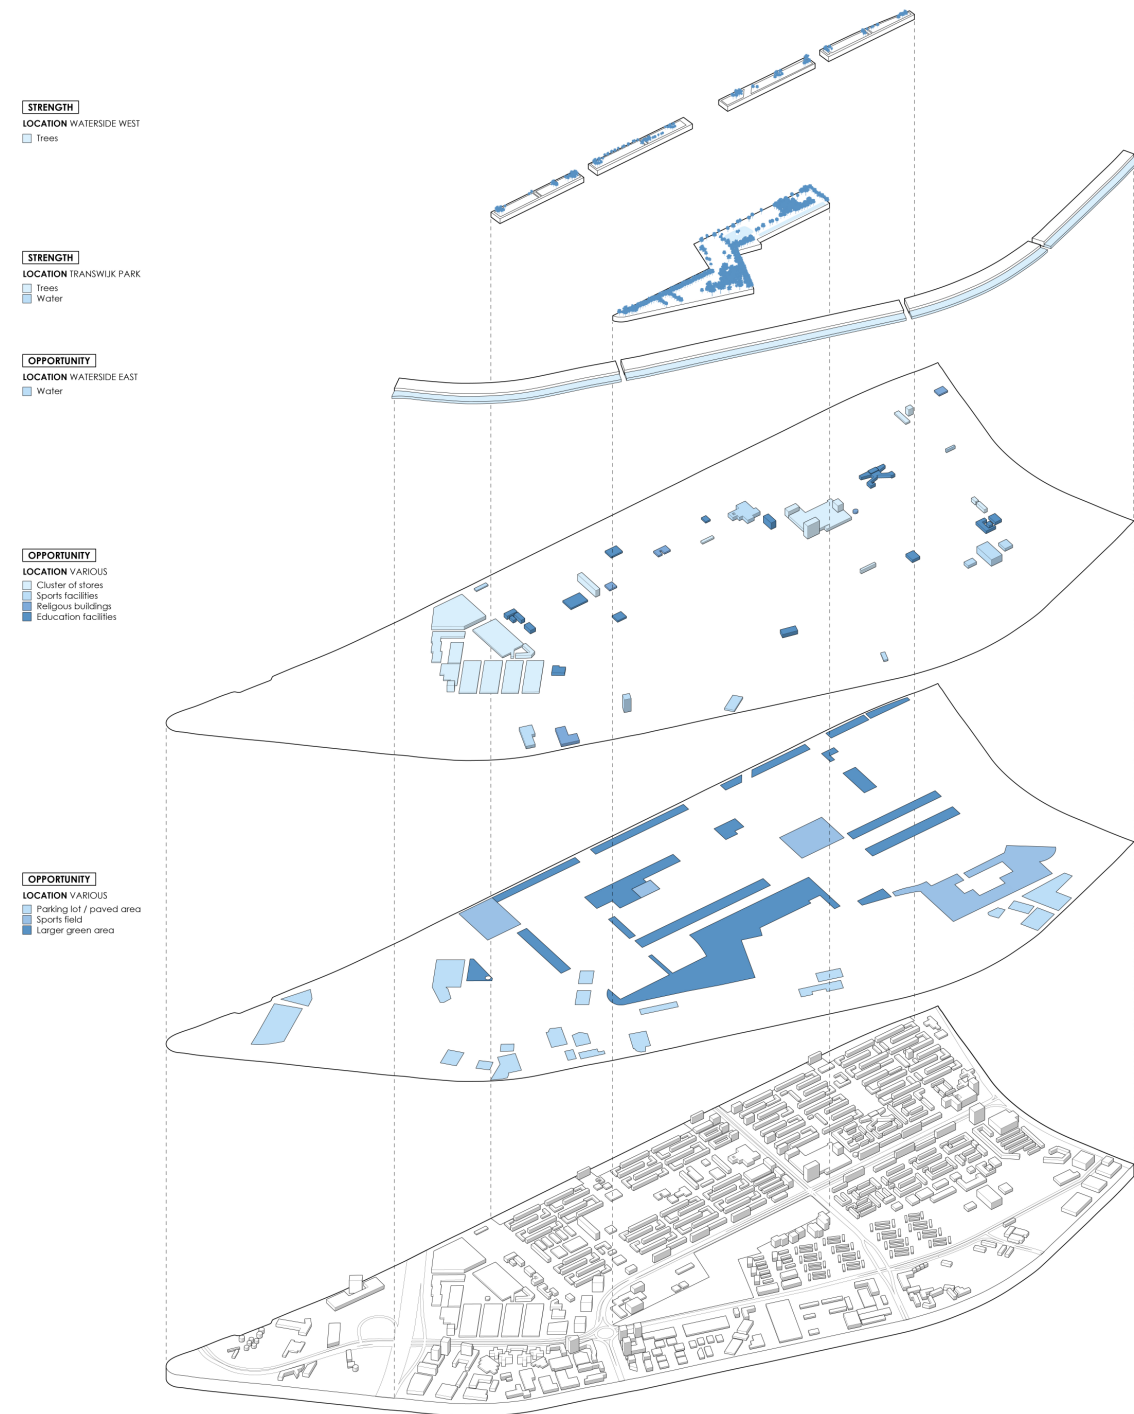 STRENGTH
LOCATION WATERSIDE WEST
Trees
STRENGTH
LOCATION TRANSWIJK PARK
Trees
Water
OPPORTUNITY
LOCATION WATERSIDE EAST
Water
OPPORTUNITY
LOCATION VARIOUS
Cluster of stores
Sports facilities
Religous buildings
Education facilities
OPPORTUNITY
LOCATION VARIOUS
Parking lot / paved area
Sports field
Larger green area